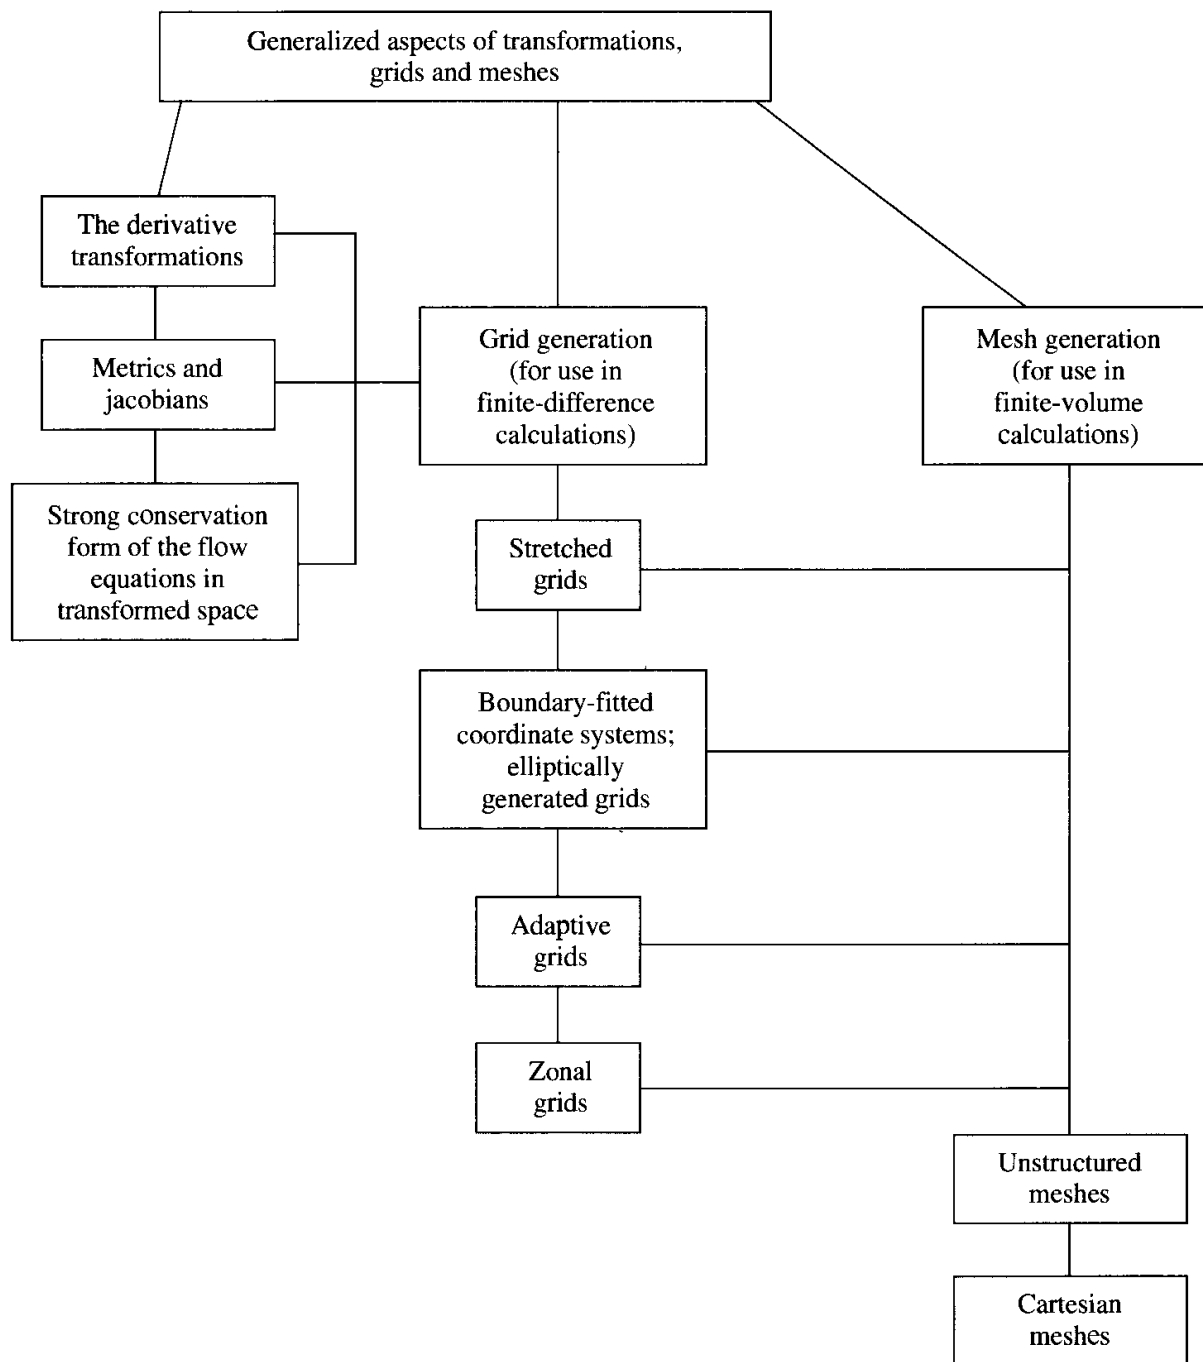 Generalized aspects of transformations,
grids and meshes
The derivative
transformations
Metrics and
jacobians
Strong conservation
form of the flow
equations in
transformed space
Grid generation
(for use in
finite-difference
calculations)
Stretched
grids
Boundary-fitted
coordinate systems;
elliptically
generated grids
Adaptive
grids
Zonal
grids
Mesh generation
(for use in
finite-volume
calculations)
Unstructured
meshes
Cartesian
meshes